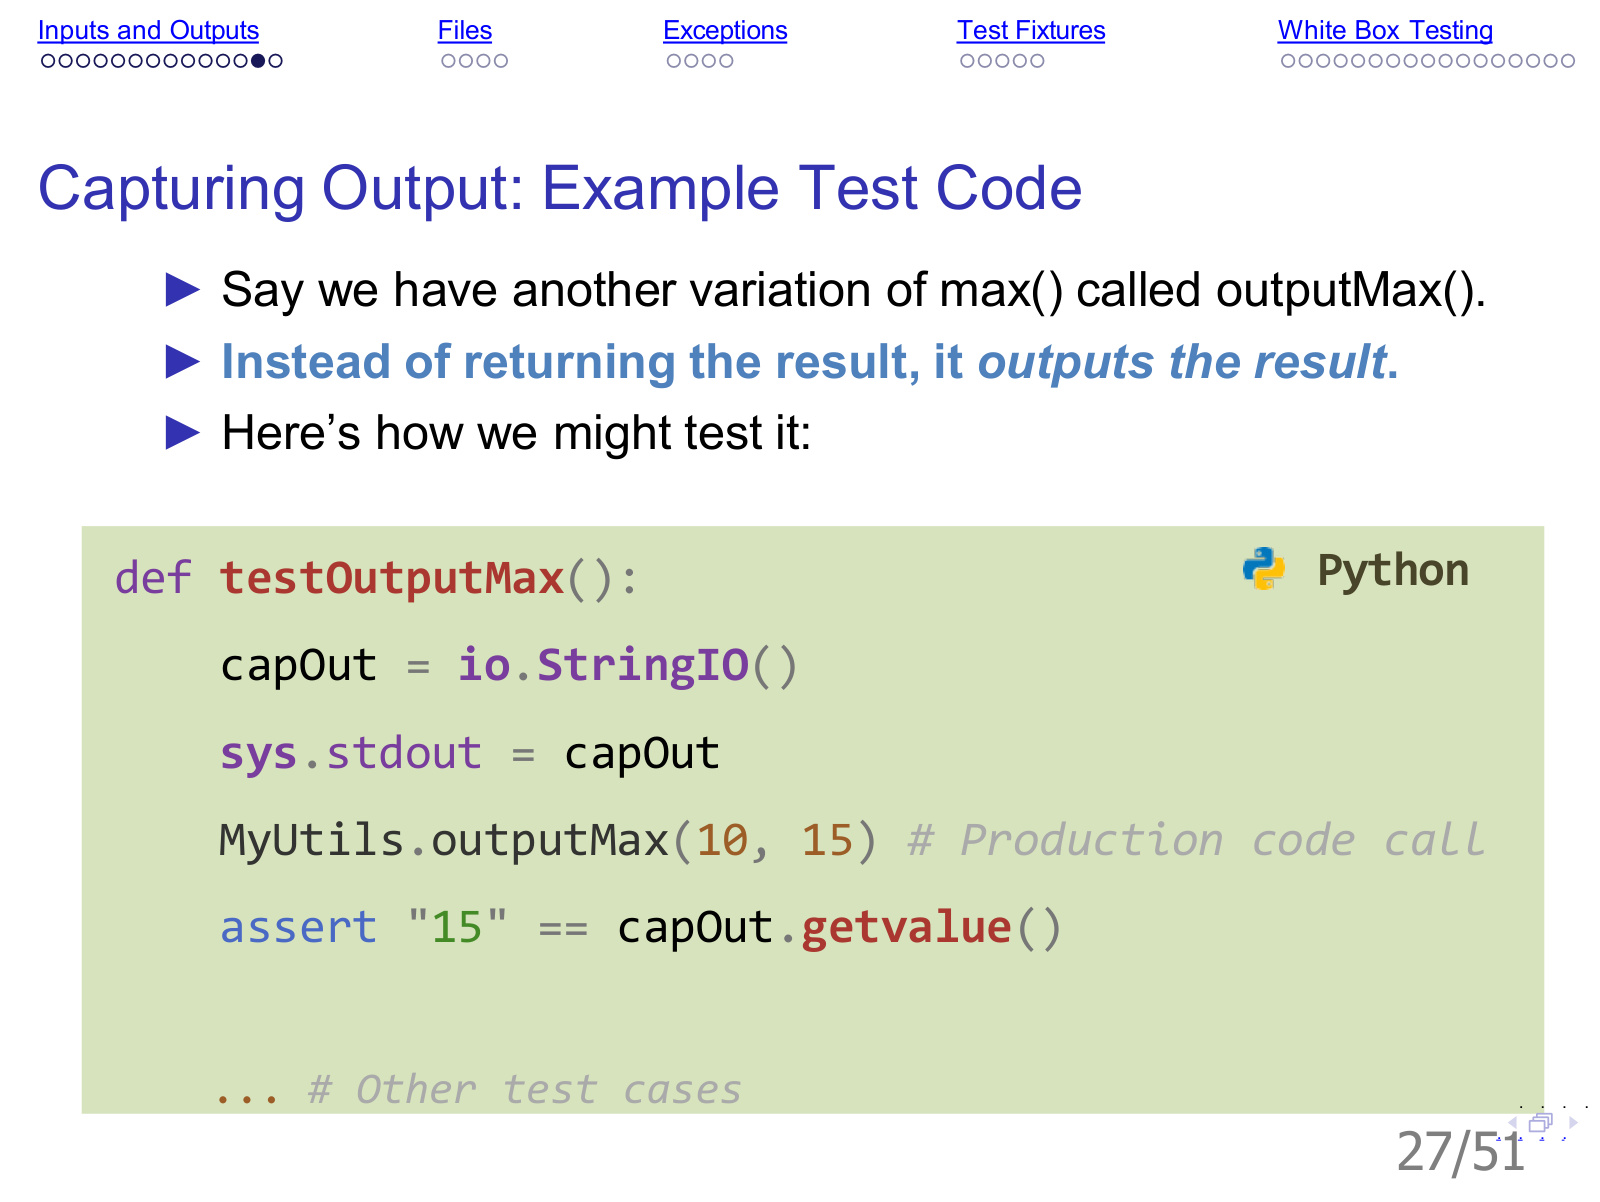 Inputs and Outputs Files Exceptions Test Fixtures White Box Testing
Capturing Output: Example Test Code
► Say we have another variation of max() called outputMax().
► Instead of returning the result, it outputs the result.
► Here’s how we might test it:
def testOutputMax(): Python
capOut = io.StringIO()
sys.stdout = capOut
MyUtils.outputMax(10, 15) # Production code call
assert "15" == capOut.getvalue()
... # Other test cases
27/51